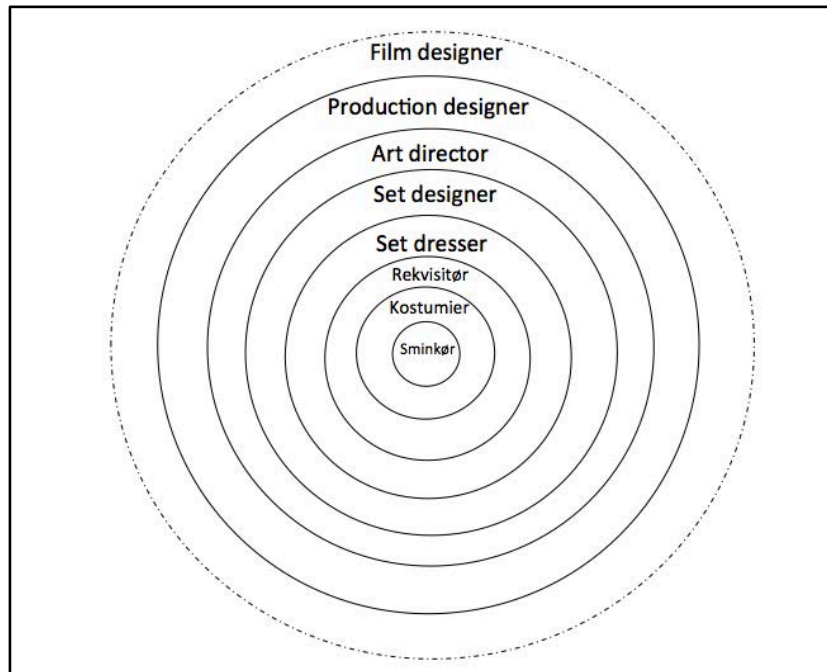 Film designer
Production designer
Art director
Set designer
Set dresser
Rekvisitør
Kostumier
Sminkør